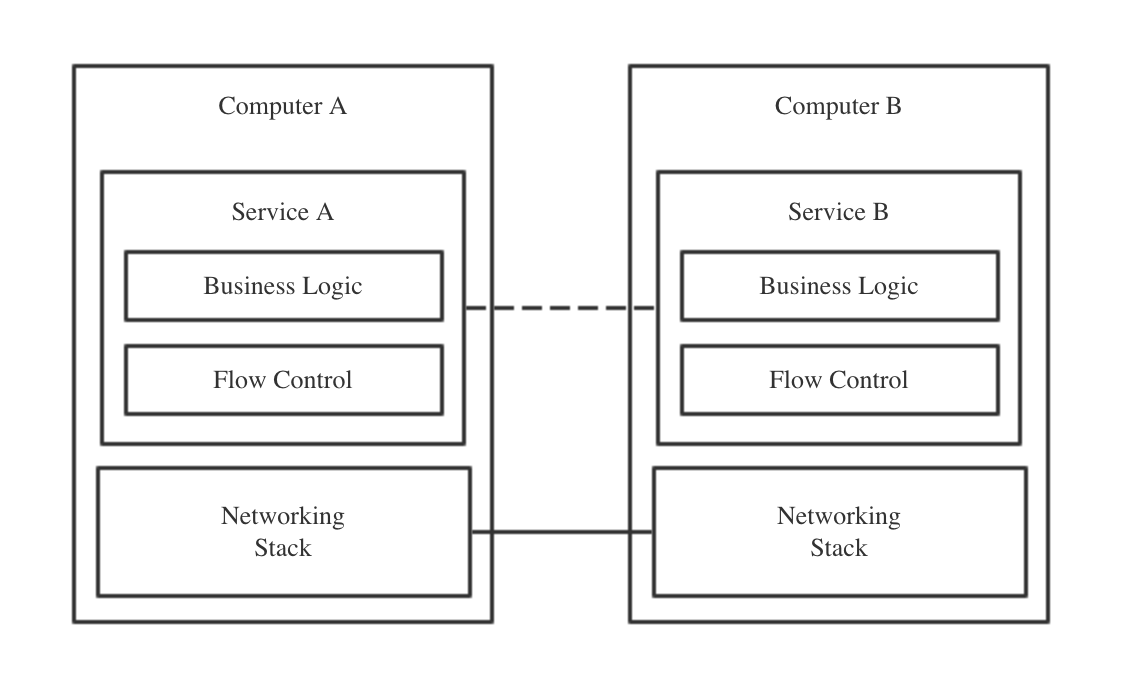 Computer A
Computer B
Service A
Service B
Business Logic
Business Logic
Flow Control
Flow Control
Networking
Stack
Networking
Stack